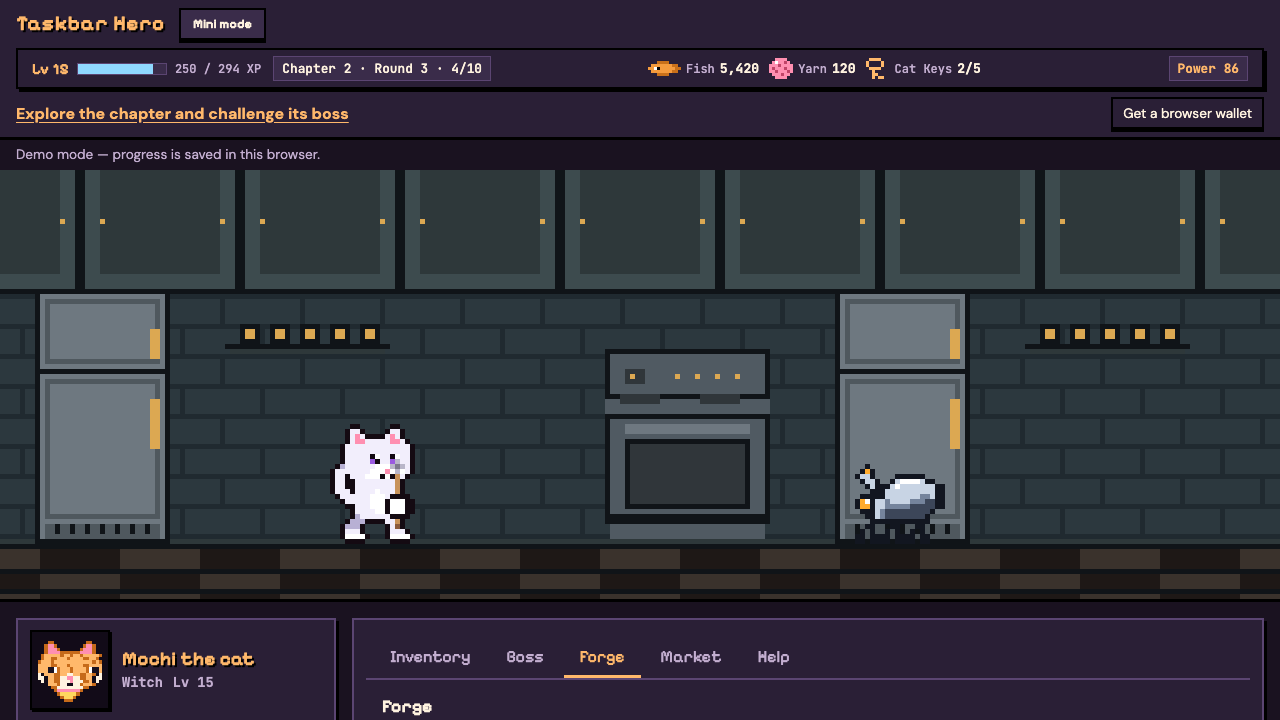 Taskbar Hero
Mini mode
Lv 18
250 / 294 XP
Chapter 2 · Round 3 · 4/10
Fish 5,420
Yarn 120
Cat Keys 2/5
Power 86
Explore the chapter and challenge its boss
Get a browser wallet
Demo mode — progress is saved in this browser.
Mochi the cat
Witch Lv 15
Inventory
Boss
Forge
Market
Help
Forge